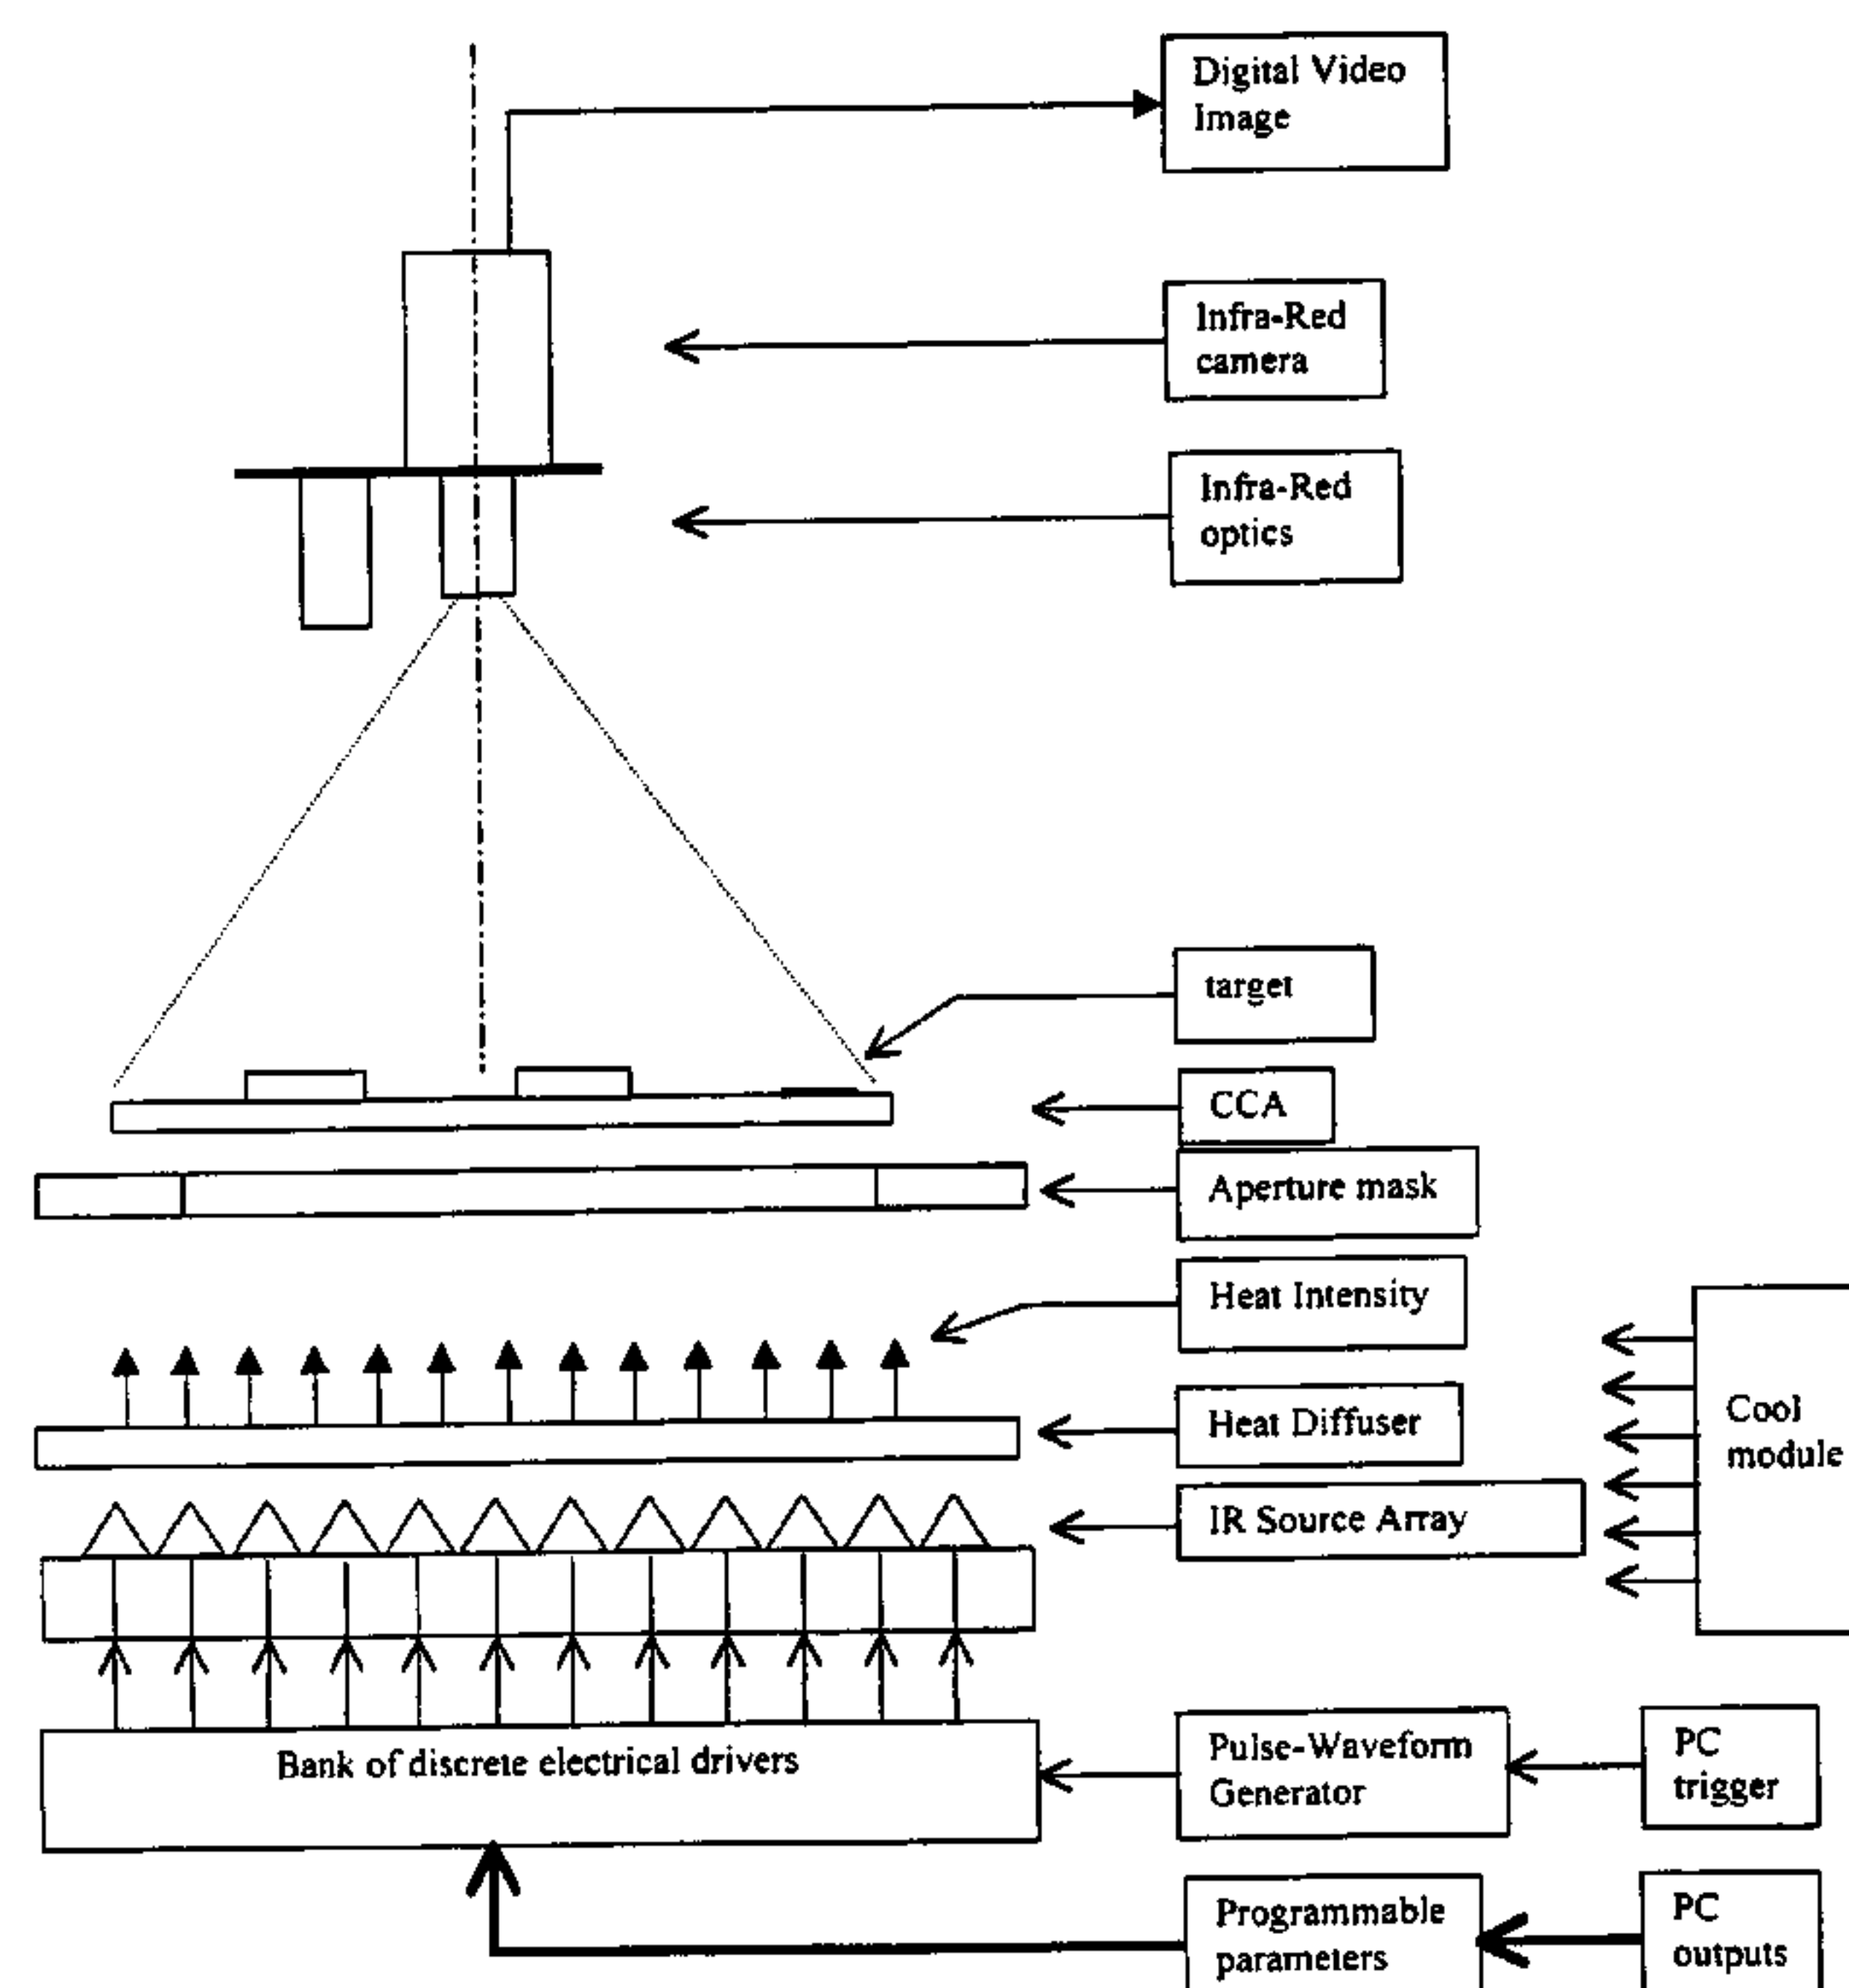 Digital Video
Image
Infra-Red
camera
Infra-Red
optics
target
CCA
Aperture mask
Heat Intensity
Heat Diffuser
IR Source Array
Cool
module
Bank of discrete electrical drivers
Pulse-Waveform
Generator
PC
trigger
Programmable
parameters
PC
outputs